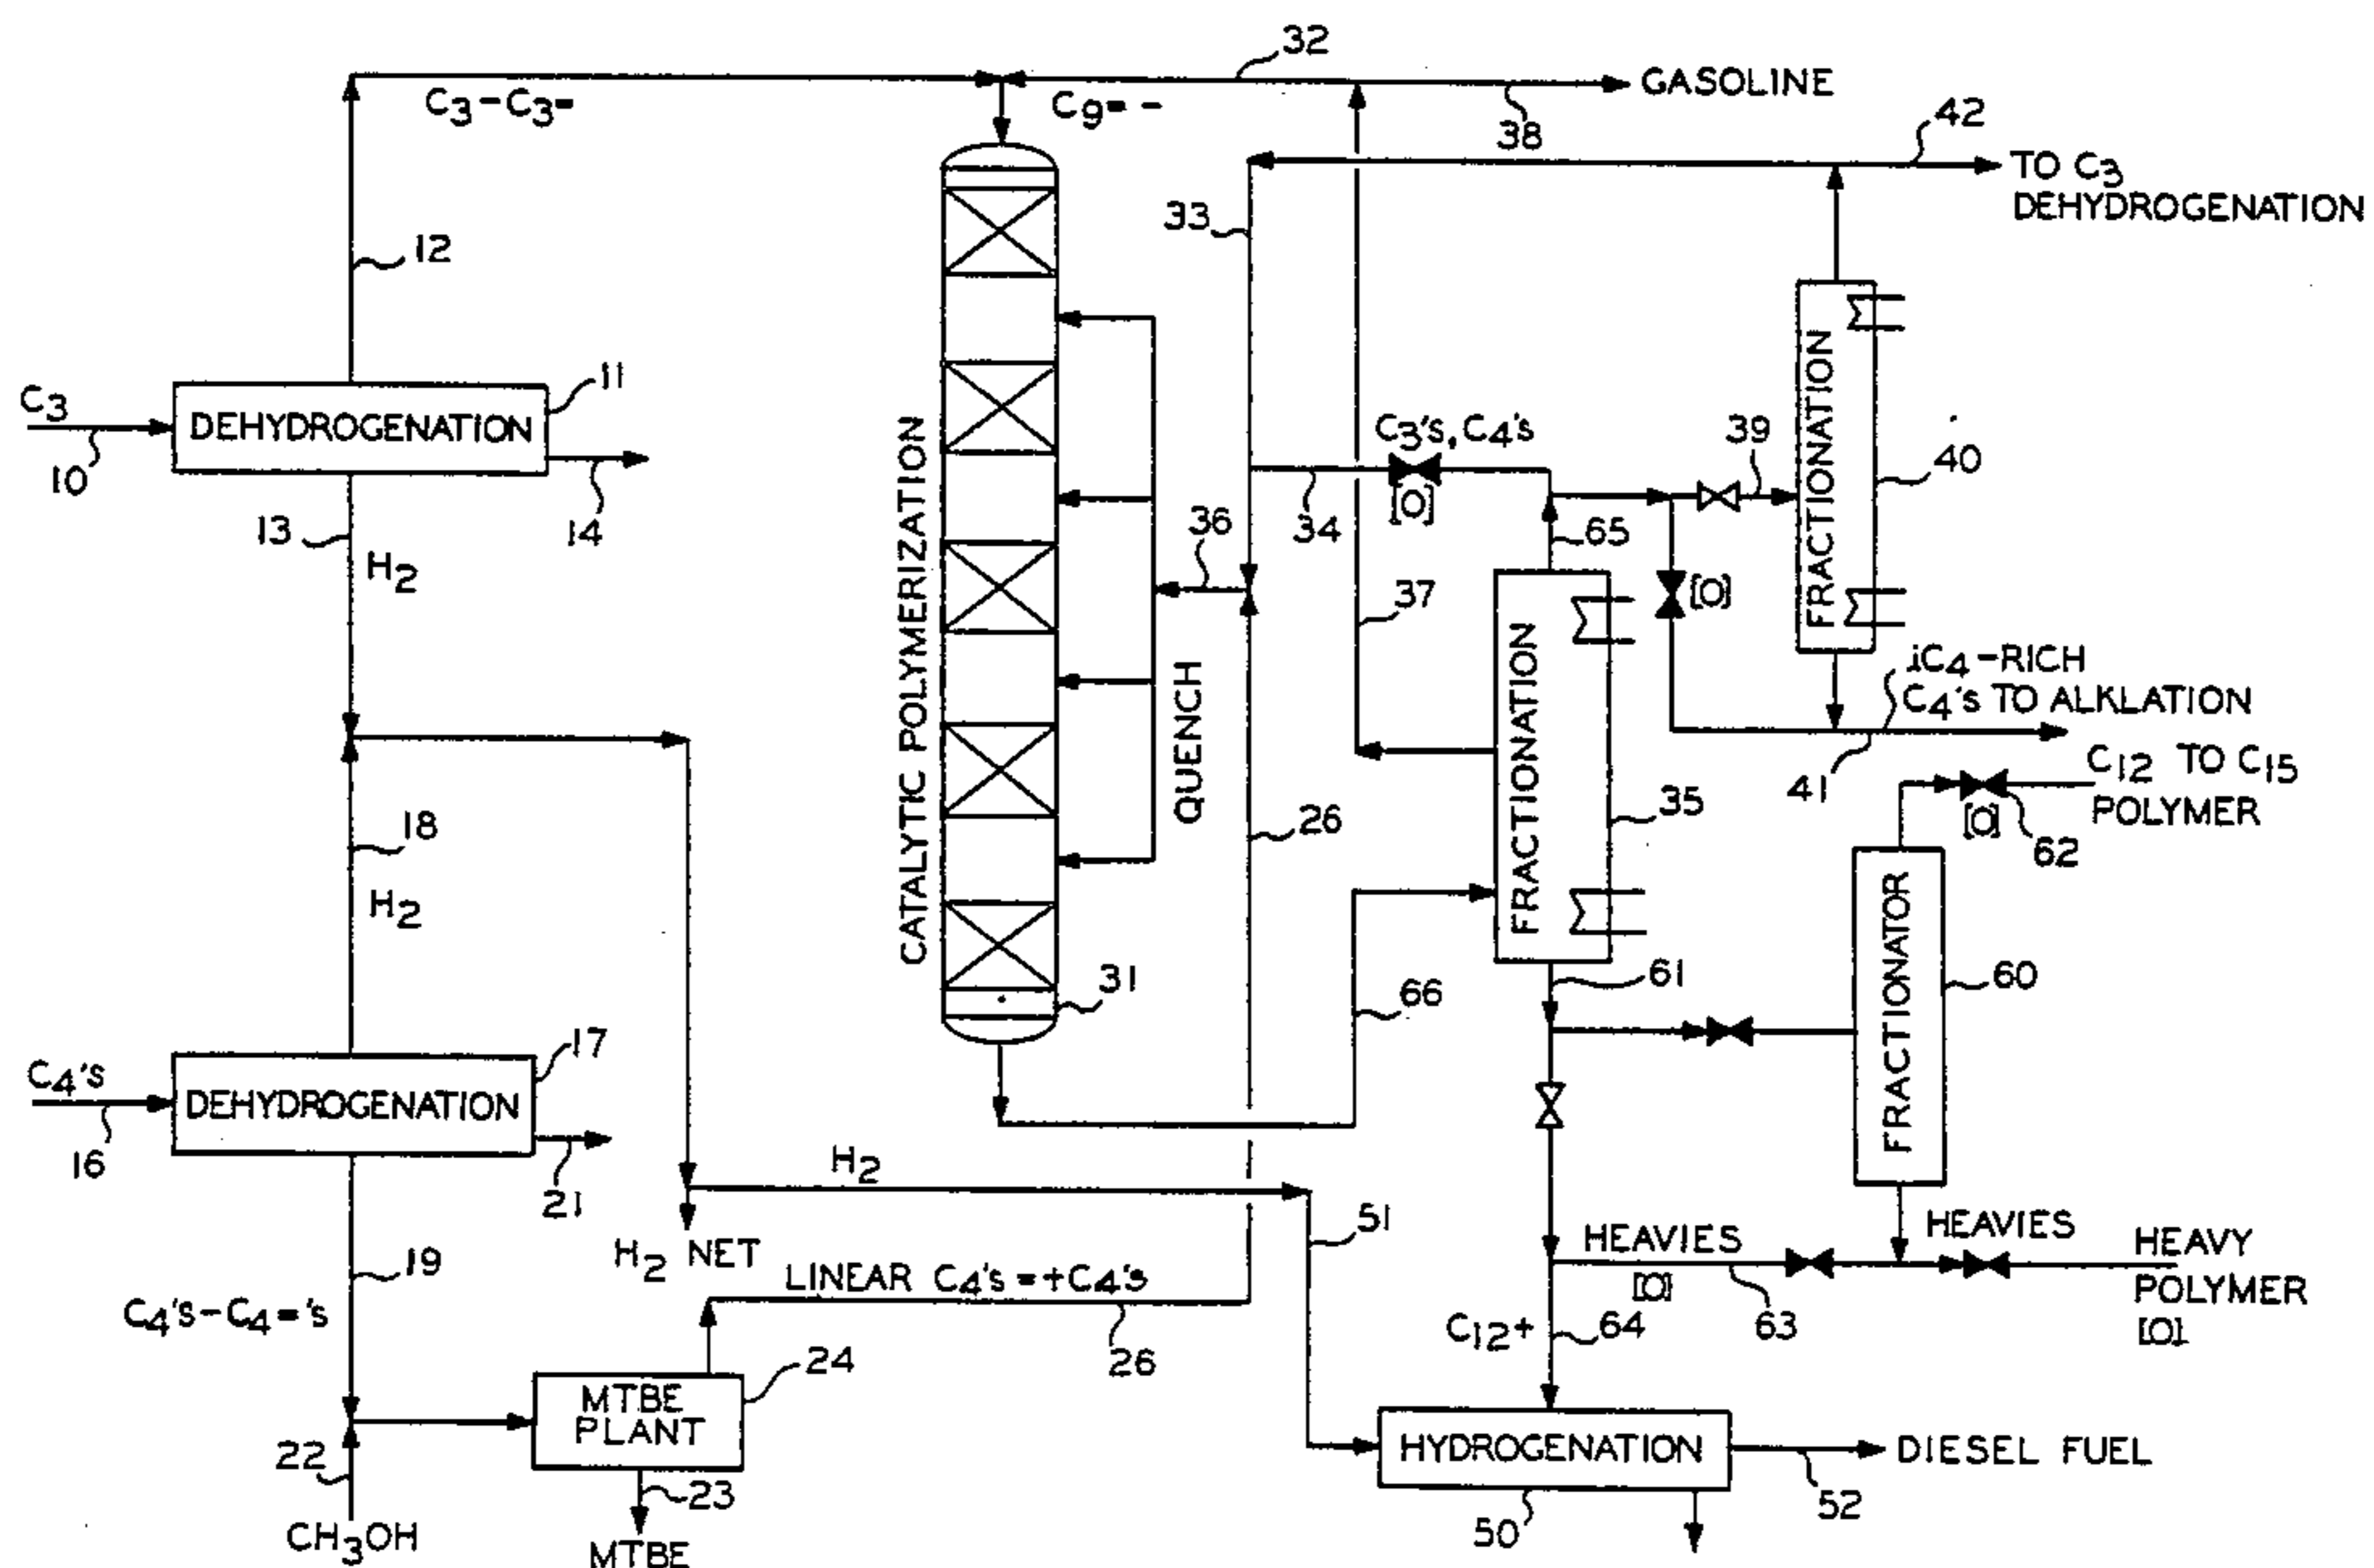 32
C3-C3=
C9=-
GASOLINE
38
42
TO C3
DEHYDROGENATION
33
12
11
C3
DEHYDROGENATION
10
14
13
H2
CATALYTIC POLYMERIZATION
QUENCH
36
34
C3's, C4's
[O]
37
65
39
[O]
FRACTIONATION
40
iC4-RICH
C4's TO ALKLATION
41
C12 TO C15
POLYMER
[O]
62
FRACTIONATION
35
26
18
H2
31
66
61
FRACTIONATOR
60
C4's
DEHYDROGENATION
17
16
21
H2
H2 NET
51
19
LINEAR C4's=+C4's
26
C4's-C4='s
HEAVIES
[O]
63
HEAVIES
HEAVY
POLYMER
[O]
C12+
64
MTBE
PLANT
24
22
CH3OH
23
MTBE
HYDROGENATION
50
52
DIESEL FUEL